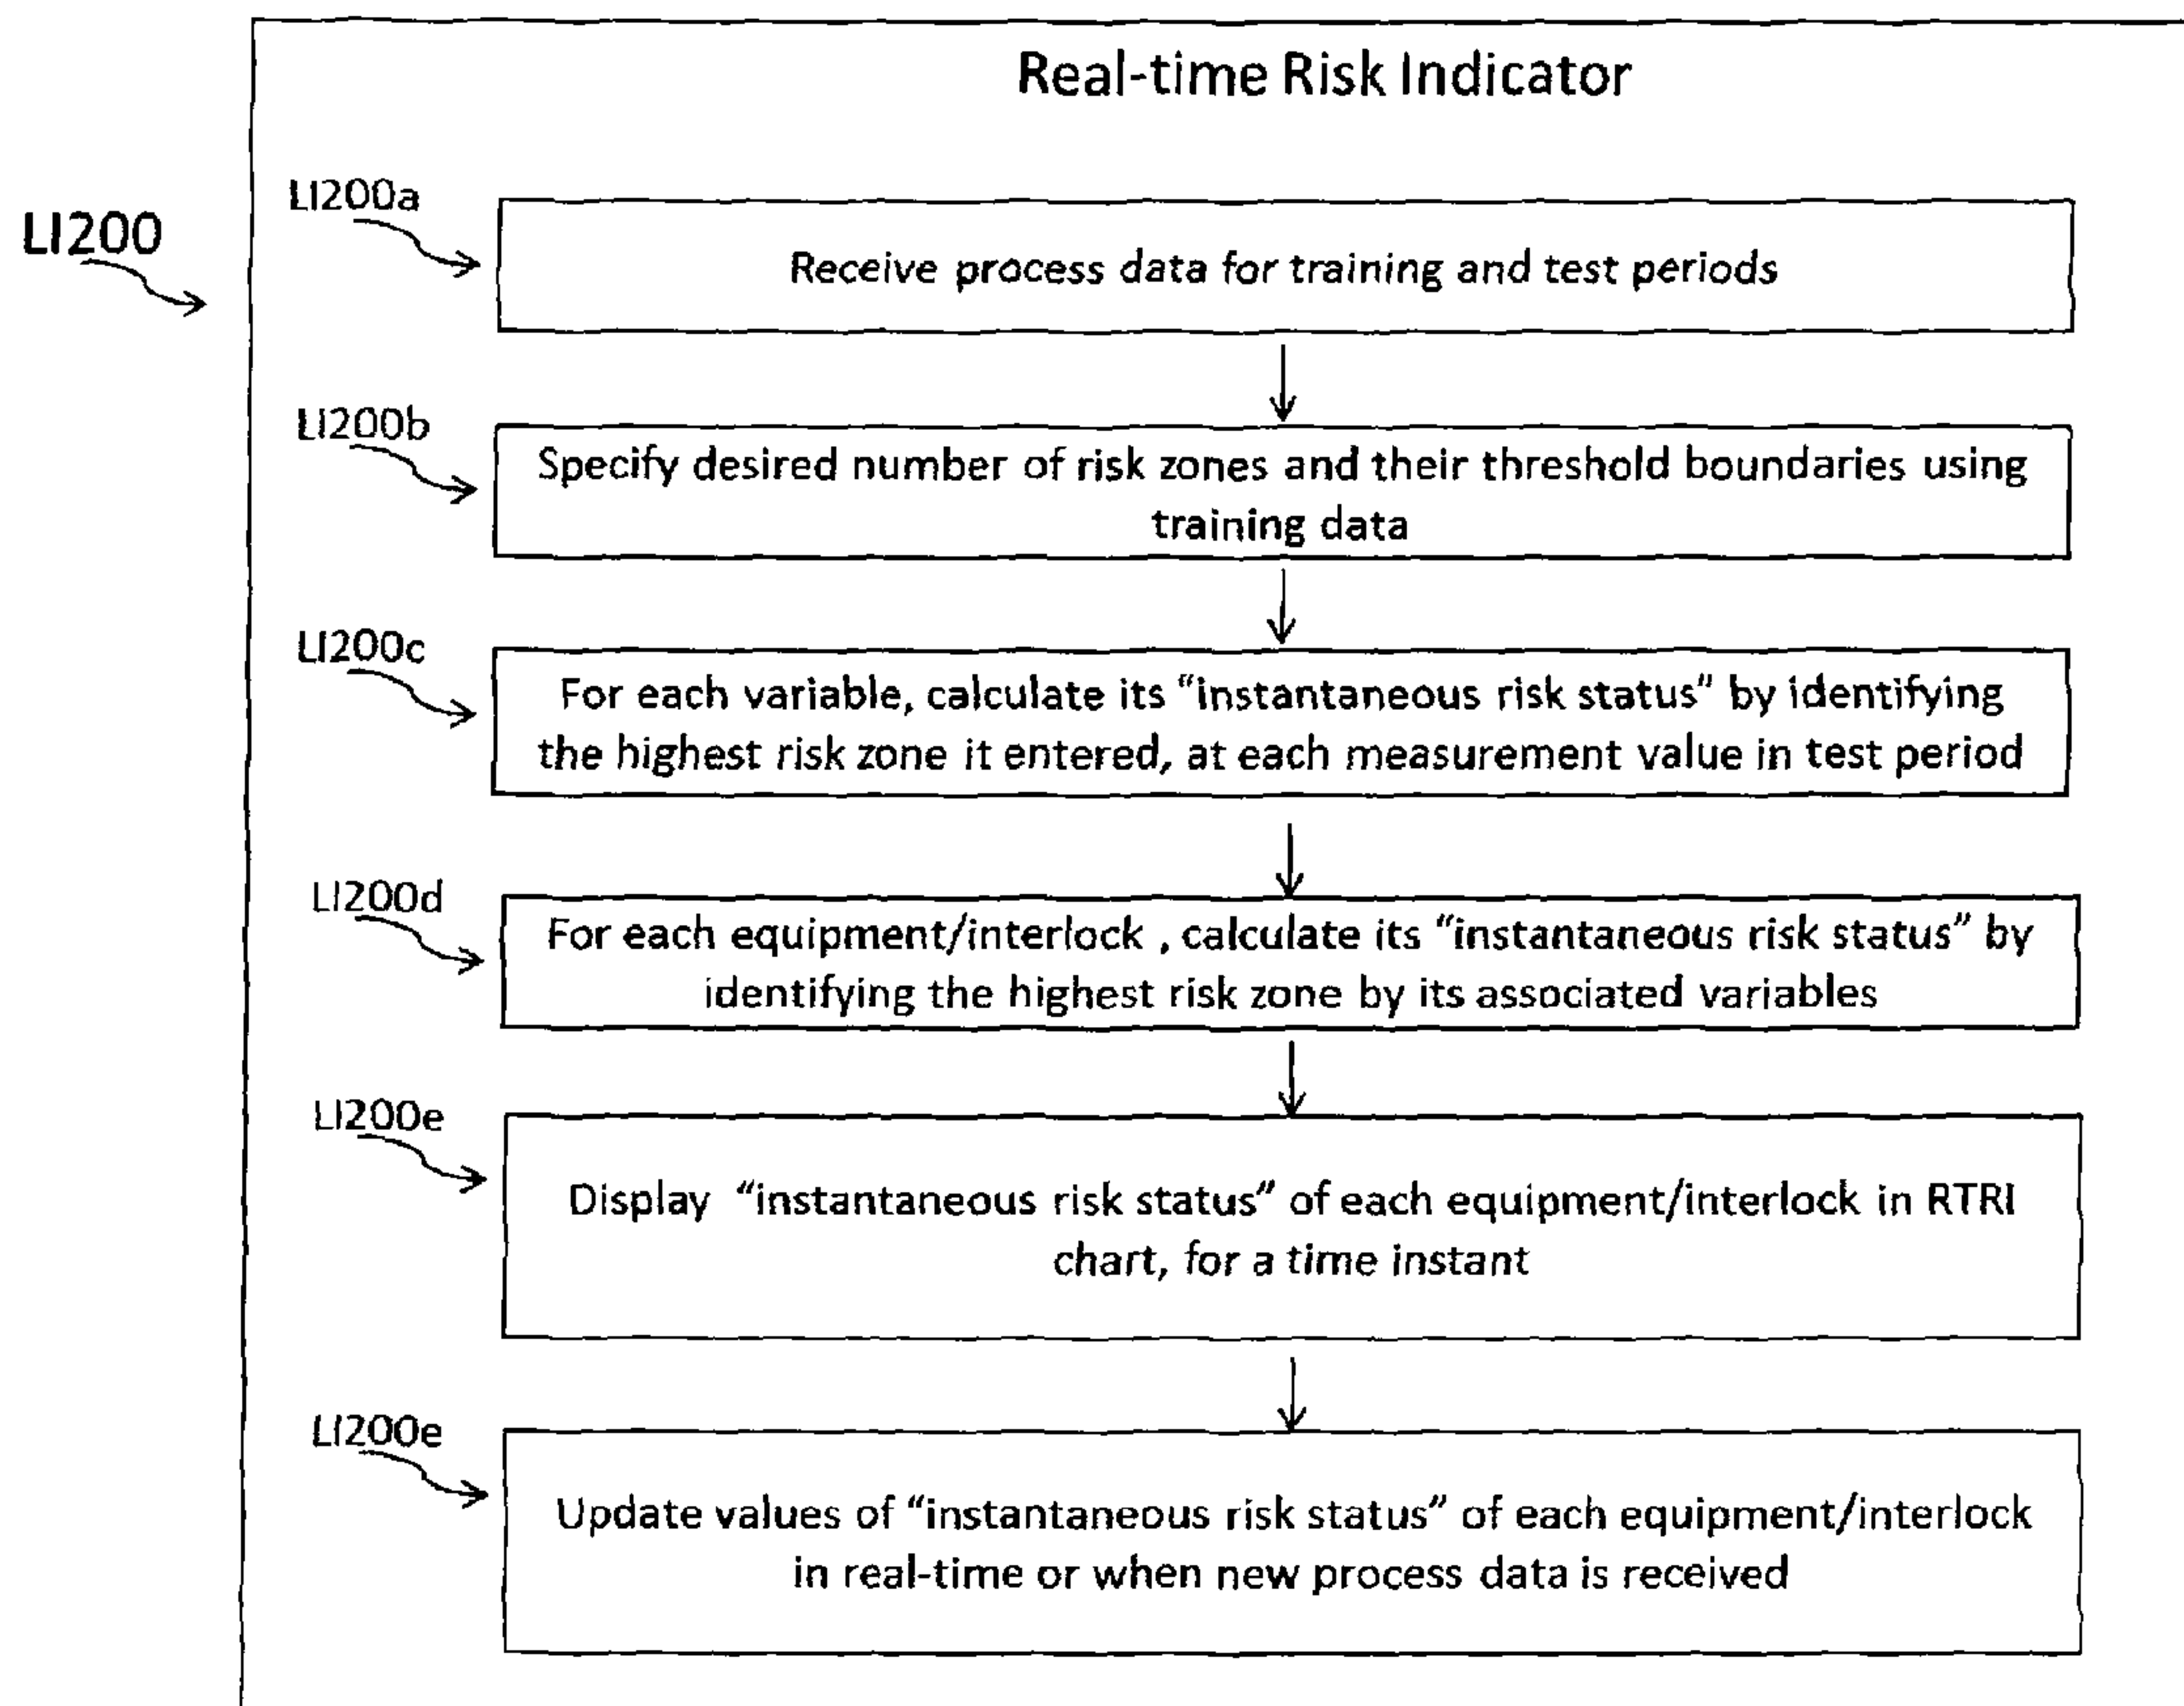 Real-time Risk Indicator
LI200
LI200a
Receive process data for training and test periods
LI200b
Specify desired number of risk zones and their threshold boundaries using
training data
LI200c
For each variable, calculate its “instantaneous risk status” by identifying
the highest risk zone it entered, at each measurement value in test period
LI200d
For each equipment/interlock , calculate its “instantaneous risk status” by
identifying the highest risk zone by its associated variables
LI200e
Display “instantaneous risk status” of each equipment/interlock in RTRI
chart, for a time instant
LI200e
Update values of “instantaneous risk status” of each equipment/interlock
in real-time or when new process data is received